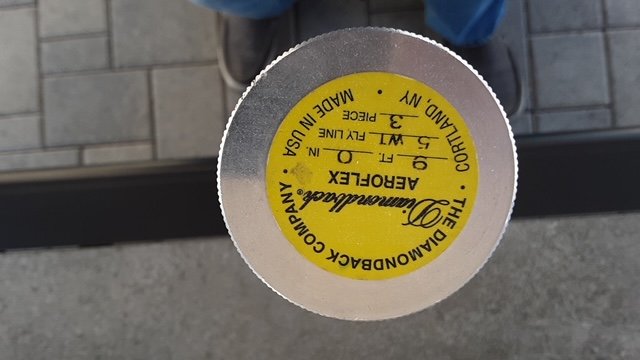 THE DIAMONDBACK COMPANY •
Diamondback®
AEROFLEX
9 FT. 0 IN.
5 WT FLY LINE
3 PIECE
CORTLAND, NY • MADE IN USA •